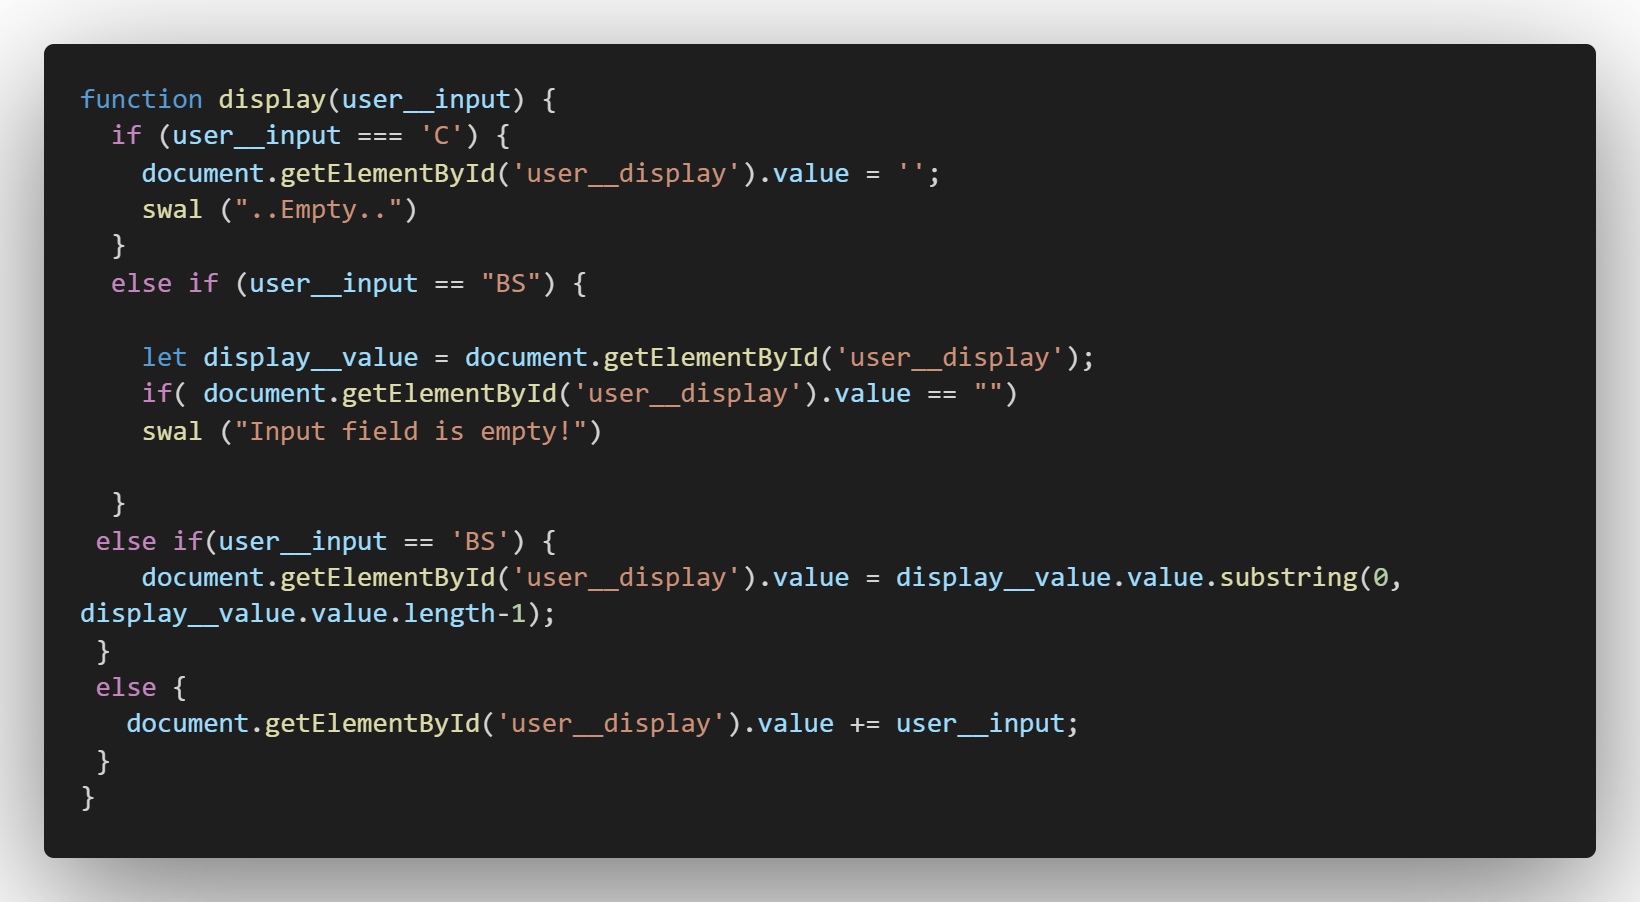 function display(user__input) {
  if (user__input === 'C') {
    document.getElementById('user__display').value = '';
    swal ("..Empty..")
  }
  else if (user__input == "BS") {

    let display__value = document.getElementById('user__display');
    if( document.getElementById('user__display').value == "")
    swal ("Input field is empty!")

  }
 else if(user__input == 'BS') {
    document.getElementById('user__display').value = display__value.value.substring(0,
display__value.value.length-1);
 }
 else {
   document.getElementById('user__display').value += user__input;
 }
}